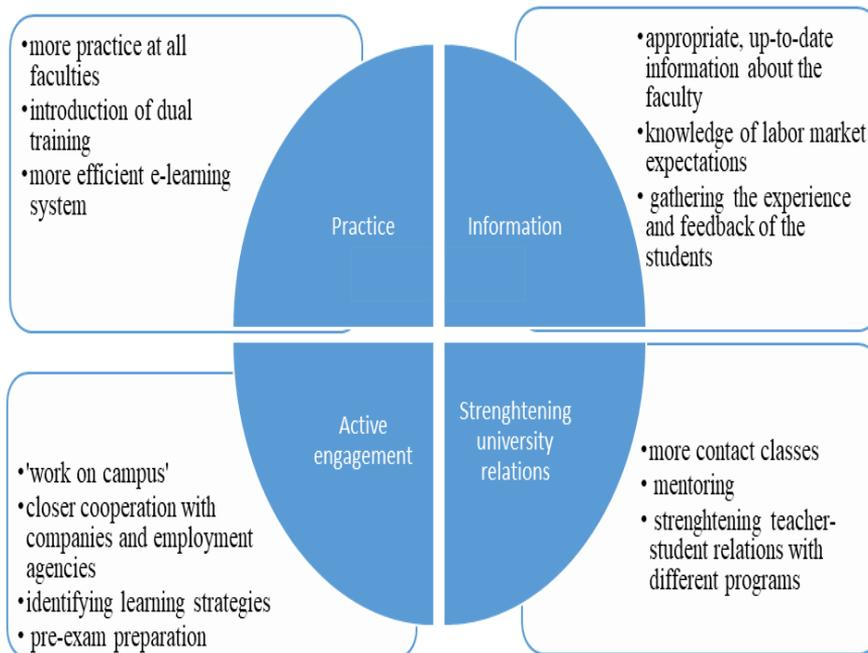 •more practice at all
faculties
•introduction of dual
training
•more efficient e-learning
system
Practice
•appropriate, up-to-date
information about the
faculty
•knowledge of labor market
expectations
• gathering the experience
and feedback of the
students
Information
Active
engagement
•'work on campus'
•closer cooperation with
companies and employment
agencies
•identifying learning strategies
• pre-exam preparation
Strenghtening
university
relations
•more contact classes
• mentoring
• strenghtening teacher-
student relations with
different programs